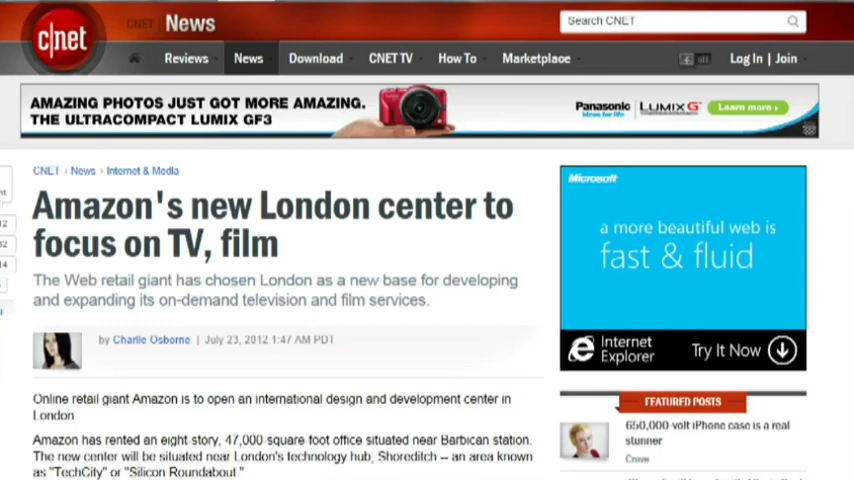 c|net
CNET News
Search CNET
Reviews News Download CNET TV How To Marketplace Log In | Join
AMAZING PHOTOS JUST GOT MORE AMAZING.
THE ULTRACOMPACT LUMIX GF3
Panasonic
ideas for life
LUMIX G
Learn more
CNET › News › Internet & Media
Amazon's new London center to
focus on TV, film
The Web retail giant has chosen London as a new base for developing
and expanding its on-demand television and film services.
by Charlie Osborne | July 23, 2012 1:47 AM PDT
Online retail giant Amazon is to open an international design and development center in
London.
Amazon has rented an eight-story, 47,000-square-foot office situated near Barbican station.
The new center will be situated near London's technology hub, Shoreditch -- an area known
as "TechCity" or "Silicon Roundabout."
Microsoft
a more beautiful web is
fast & fluid
Internet
Explorer
Try It Now
FEATURED POSTS
650,000-volt iPhone case is a real
stunner
Crave